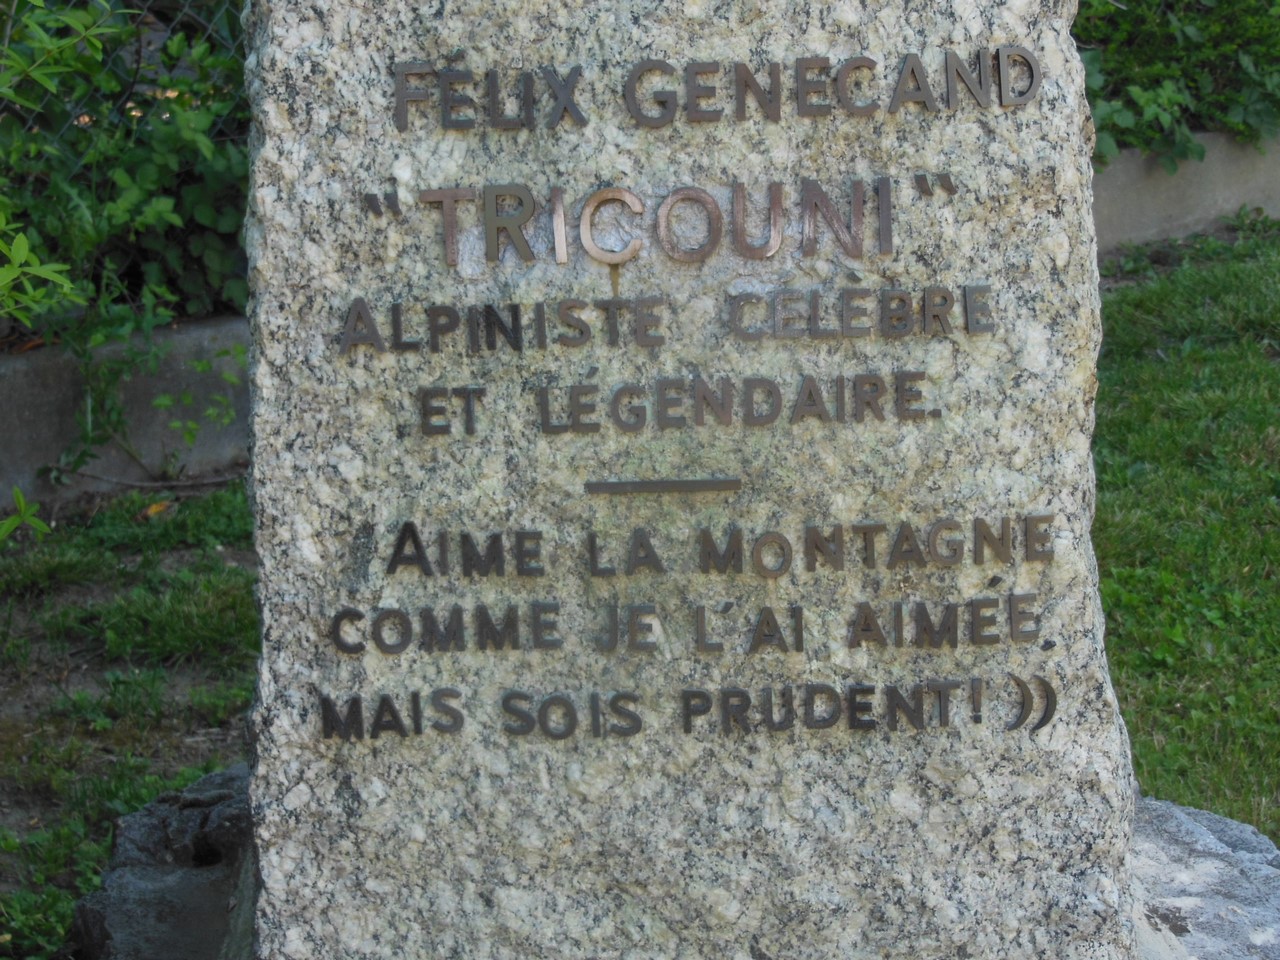 FÉLIX GENECAND
"TRICOUNI"
ALPINISTE CÉLÈBRE
ET LÉGENDAIRE.
AIME LA MONTAGNE
COMME JE L'AI AIMÉE
MAIS SOIS PRUDENT! ))